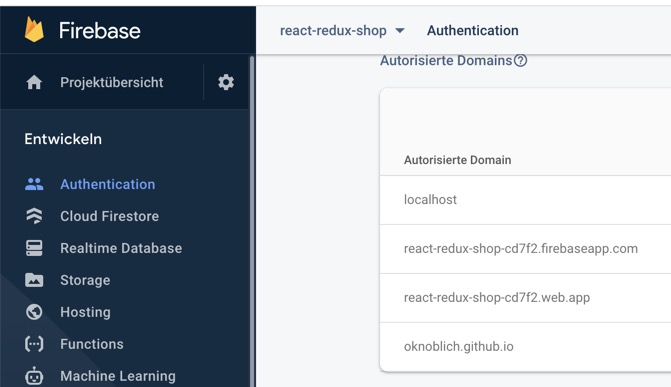 Firebase
react-redux-shop Authentication
Autorisierte Domains
Projektübersicht
Entwickeln
Authentication
Cloud Firestore
Realtime Database
Storage
Hosting
Functions
Machine Learning
Autorisierte Domain
localhost
react-redux-shop-cd7f2.firebaseapp.com
react-redux-shop-cd7f2.web.app
oknoblich.github.io